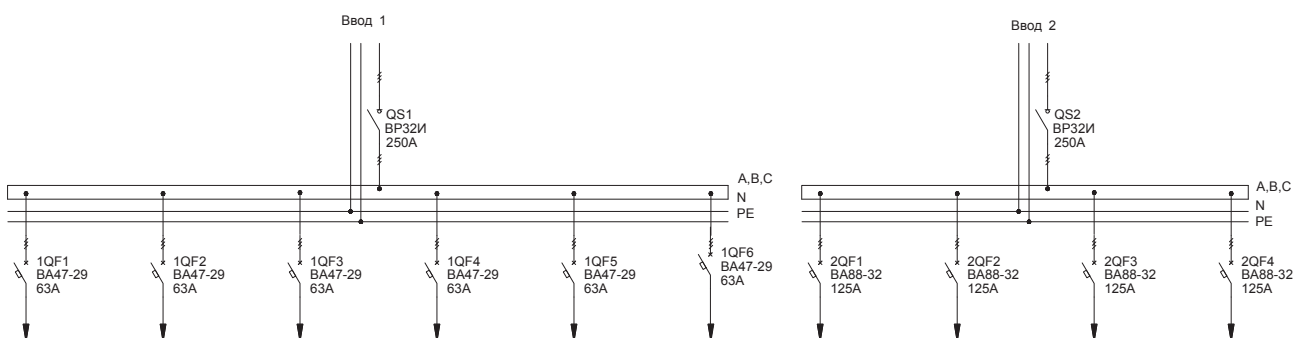 Ввод 1
QS1
ВР32И
250А
А,В,С
N
PE
1QF1
ВА47-29
63А
1QF2
ВА47-29
63А
1QF3
ВА47-29
63А
1QF4
ВА47-29
63А
1QF5
ВА47-29
63А
1QF6
ВА47-29
63А
Ввод 2
QS2
ВР32И
250А
А,В,С
N
PE
2QF1
ВА88-32
125А
2QF2
ВА88-32
125А
2QF3
ВА88-32
125А
2QF4
ВА88-32
125А